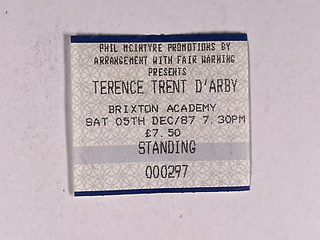 PHIL MCINTYRE PROMOTIONS BY
ARRANGEMENT WITH FAIR WARNING
PRESENTS
TERENCE TRENT D'ARBY
BRIXTON ACADEMY
SAT 05TH DEC/87 7.30PM
£7.50
STANDING
000297